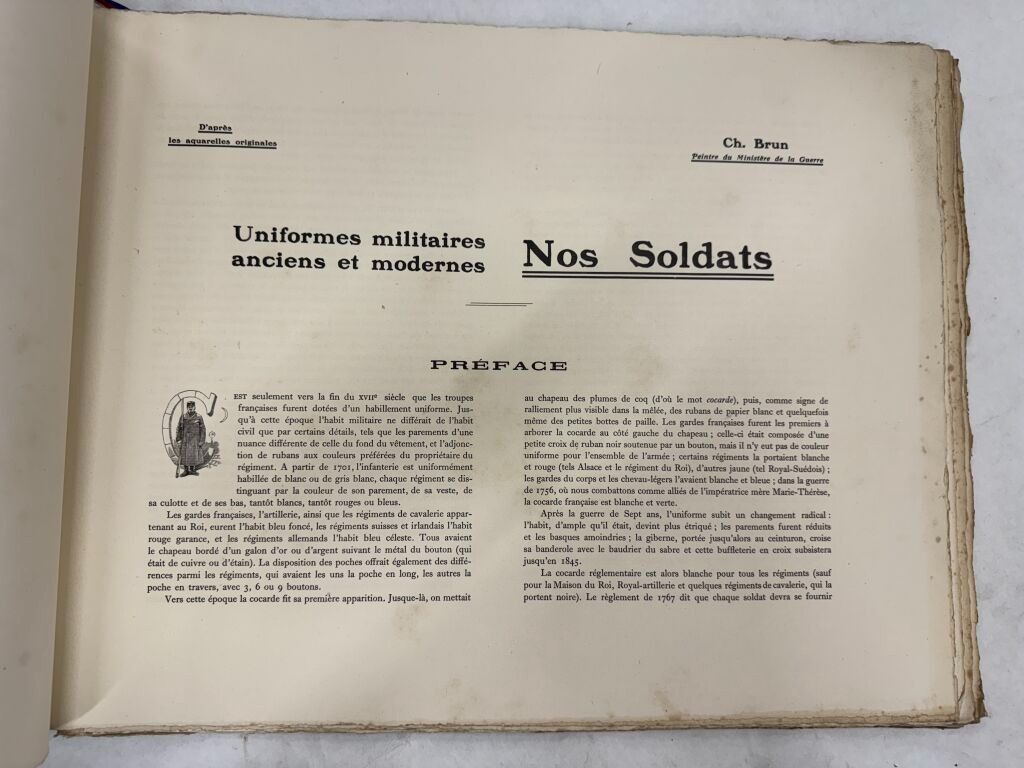 D'après
les aquarelles originales
Ch. Brun
Peintre du Ministère de la Guerre
Uniformes militaires
anciens et modernes
Nos Soldats
PRÉFACE
C'EST seulement vers la fin du XVIIe siècle que les troupes
françaises furent dotées d'un habillement uniforme. Jus-
qu'à cette époque l'habit militaire ne différait de l'habit
civil que par certains détails, tels que les parements d'une
nuance différente de celle du fond du vêtement, et l'adjonc-
tion de rubans aux couleurs préférées du propriétaire du
régiment. A partir de 1701, l'infanterie est uniformément
habillée de blanc ou de gris blanc, chaque régiment se dis-
tinguant par la couleur de son parement, de sa veste, de
sa culotte et de ses bas, tantôt blancs, tantôt rouges ou bleus.
Les gardes françaises, l'artillerie, ainsi que les régiments de cavalerie appar-
tenant au Roi, eurent l'habit bleu foncé, les régiments suisses et irlandais l'habit
rouge garance, et les régiments allemands l'habit bleu céleste. Tous avaient
le chapeau bordé d'un galon d'or ou d'argent suivant le métal du bouton (qui
était de cuivre ou d'étain). La disposition des poches offrait également des diffé-
rences parmi les régiments, qui avaient les uns la poche en long, les autres la
poche en travers, avec 3, 6 ou 9 boutons.
Vers cette époque la cocarde fit sa première apparition. Jusque-là, on mettait
au chapeau des plumes de coq (d'où le mot cocarde), puis, comme signe de
ralliement plus visible dans la mêlée, des rubans de papier blanc et quelquefois
même des petites bottes de paille. Les gardes françaises furent les premiers à
arborer la cocarde au côté gauche du chapeau ; celle-ci était composée d'une
petite croix de ruban noir soutenue par un bouton, mais il n'y eut pas de couleur
uniforme pour l'ensemble de l'armée ; certains régiments la portaient blanche
et rouge (tels Alsace et le régiment du Roi), d'autres jaune (tel Royal-Suédois) ;
les gardes du corps et les chevau-légers l'avaient blanche et bleue ; dans la guerre
de 1756, où nous combattons comme alliés de l'impératrice mère Marie-Thérèse,
la cocarde française est blanche et verte.
Après la guerre de Sept ans, l'uniforme subit un changement radical :
l'habit, d'ample qu'il était, devint plus étriqué ; les parements furent réduits
et les basques amoindries ; la giberne, portée jusqu'alors au ceinturon, croise
sa banderole avec le baudrier du sabre et cette buffleterie en croix subsistera
jusqu'en 1845.
La cocarde réglementaire est alors blanche pour tous les régiments (sauf
pour la Maison du Roi, Royal-artillerie et quelques régiments de cavalerie, qui la
portent noire). Le règlement de 1767 dit que chaque soldat devra se fournir